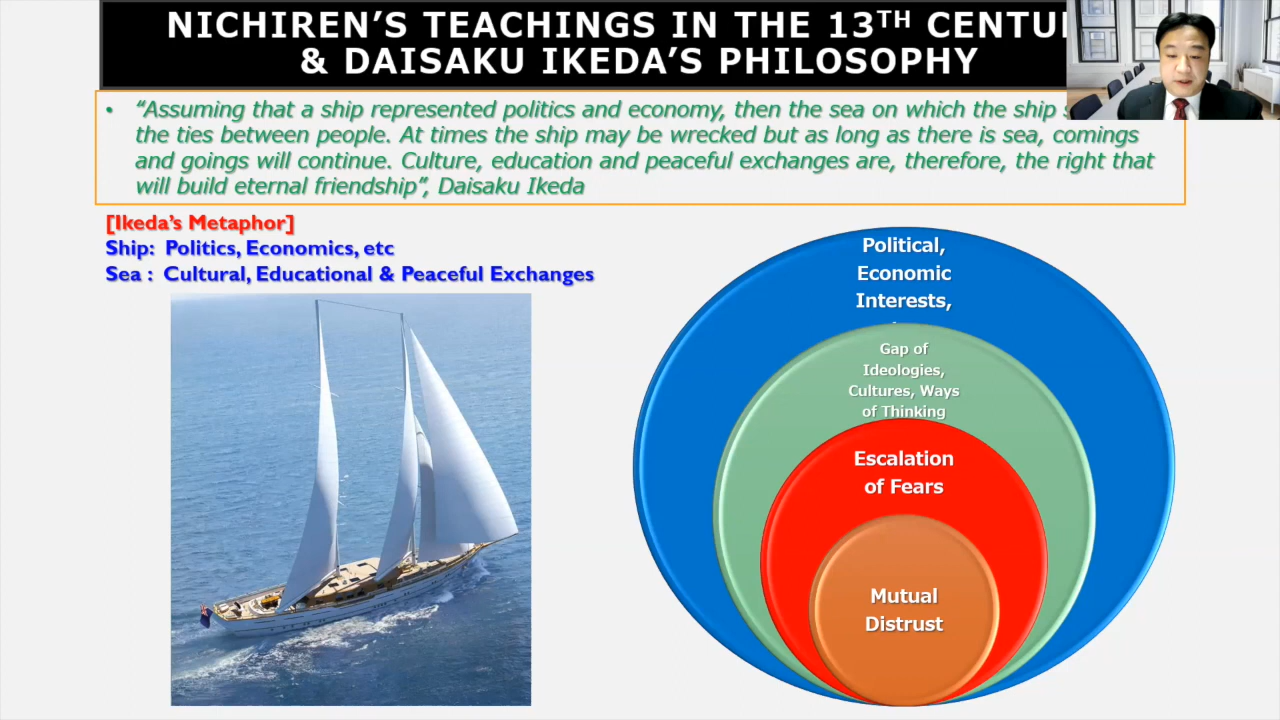 NICHIREN'S TEACHINGS IN THE 13TH
& DAISAKU IKEDA'S PHILOSOPHY
• "Assuming that a ship represented politics and economy, then the sea on which the ship
the ties between people. At times the ship may be wrecked but as long as there is sea, comings
and goings will continue. Culture, education and peaceful exchanges are, therefore, the right that
will build eternal friendship", Daisaku Ikeda
[Ikeda's Metaphor]
Ship: Politics, Economics, etc
Sea : Cultural, Educational & Peaceful Exchanges
Political,
Economic
Interests,
Gap of
Ideologies,
Cultures, Ways
of Thinking
Escalation
of Fears
Mutual
Distrust